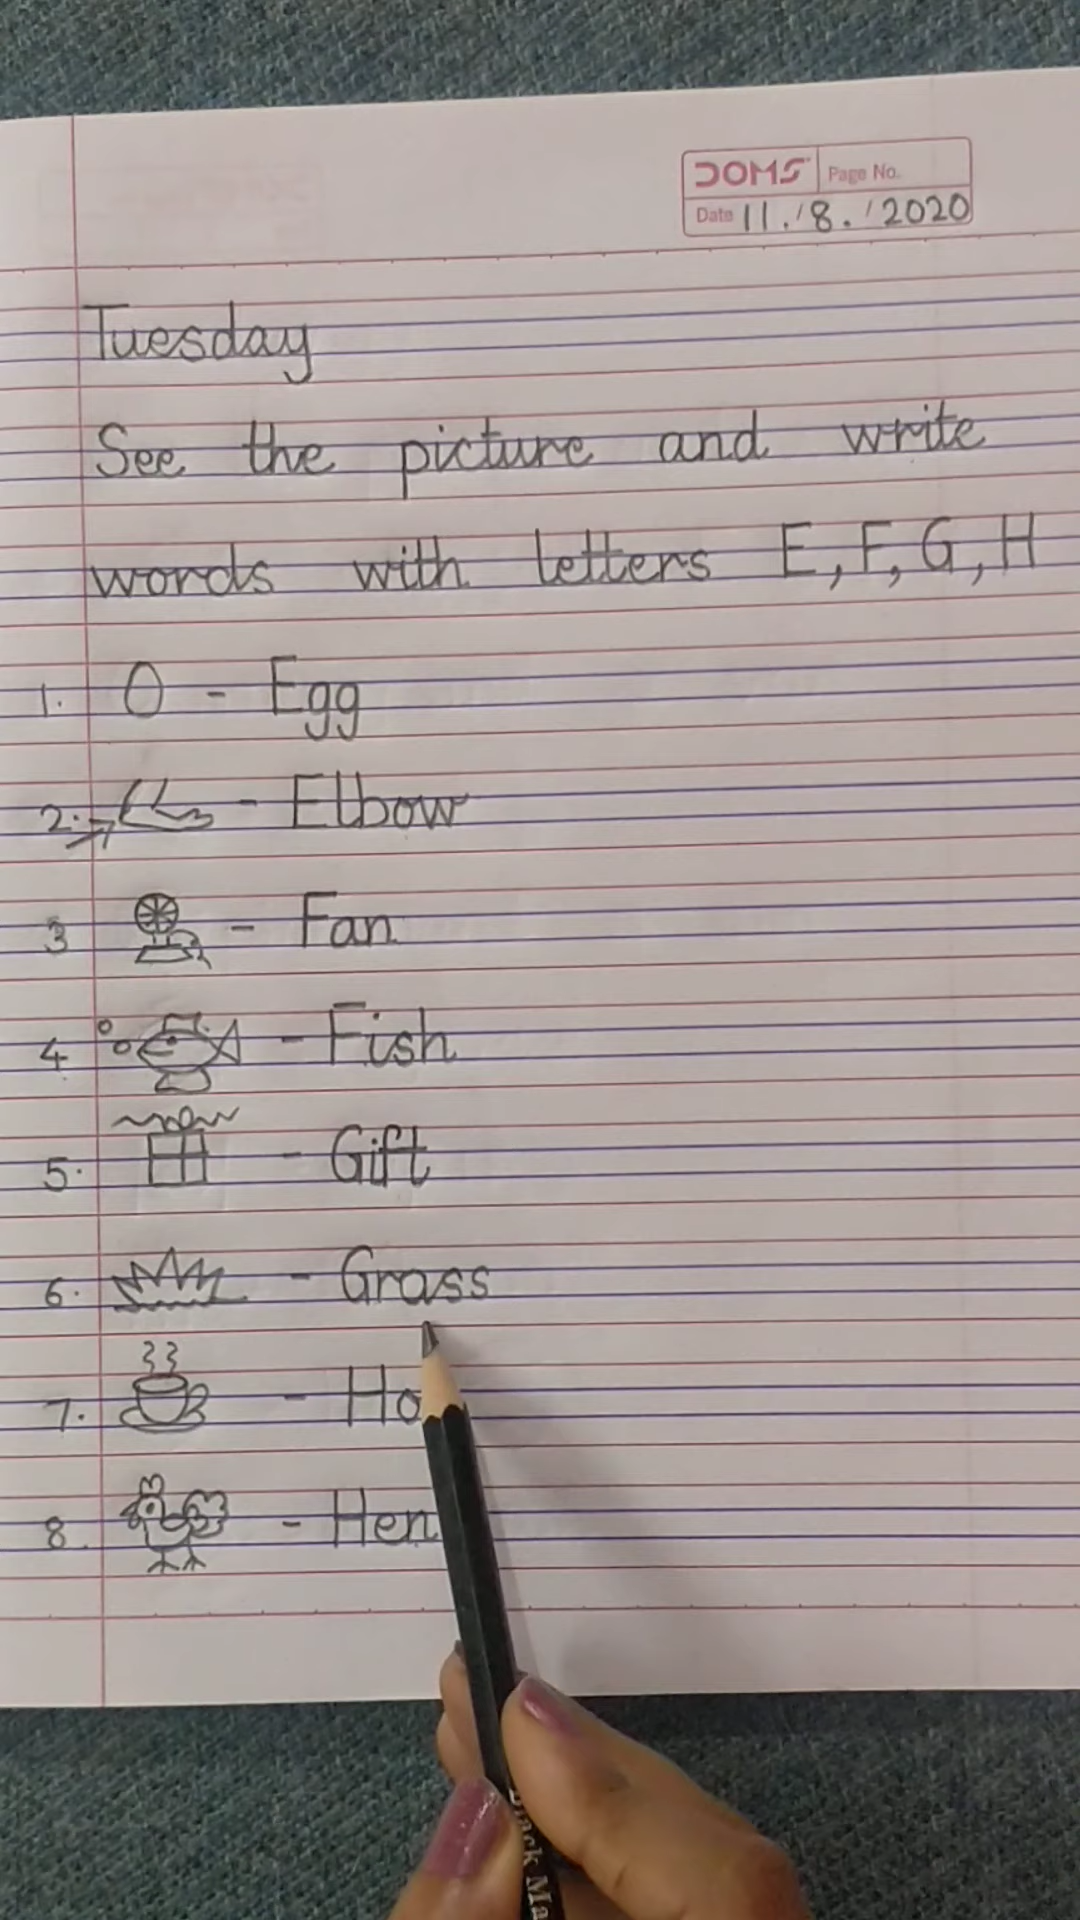 DOMS Page No.
Date 11./8./2020
Tuesday
See the picture and write
words with letters E, F, G, H
1. - Egg
2. - Elbow
3 - Fan
4 - Fish
5. - Gift
6. - Grass
7. - Ho
8. - Hen
Black Ma